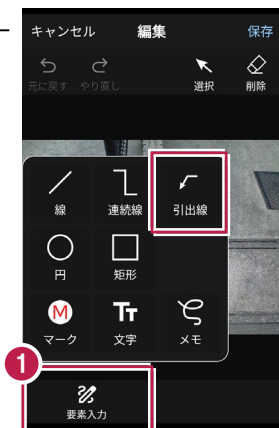 キャンセル 編集 保存
元に戻す やり直し 選択 削除
線 連続線 引出線
円 矩形
M Tт
マーク 文字 メモ
1
要素入力